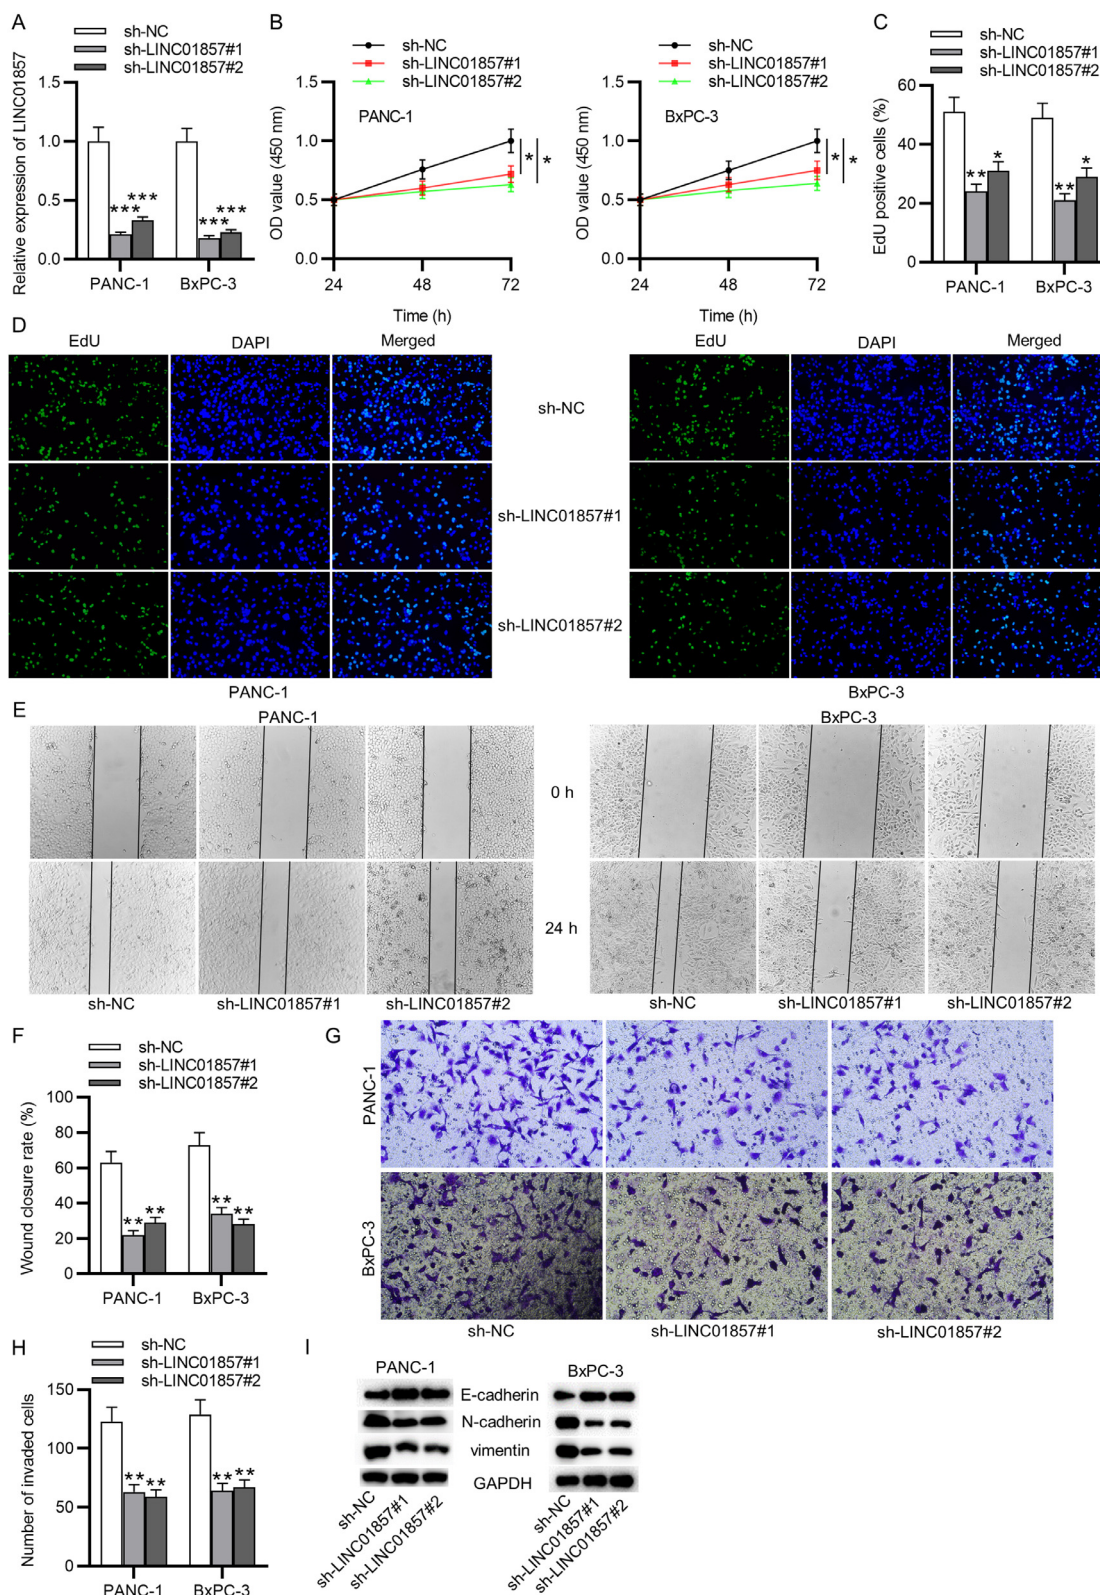 A
sh-NC
sh-LINC01857#1
sh-LINC01857#2
Relative expression of LINC01857
1.5
1.0
0.5
0.0
***
***
***
***
PANC-1
BxPC-3
B
sh-NC
sh-LINC01857#1
sh-LINC01857#2
OD value (450 nm)
1.5
1.0
0.5
0.0
PANC-1
*
*
24
48
72
Time (h)
sh-NC
sh-LINC01857#1
sh-LINC01857#2
OD value (450 nm)
1.5
1.0
0.5
0.0
BxPC-3
*
*
24
48
72
Time (h)
C
sh-NC
sh-LINC01857#1
sh-LINC01857#2
EdU positive cells (%)
60
40
20
0
**
*
**
*
PANC-1
BxPC-3
D
EdU
DAPI
Merged
EdU
DAPI
Merged
sh-NC
sh-LINC01857#1
sh-LINC01857#2
PANC-1
BxPC-3
E
PANC-1
BxPC-3
0 h
24 h
sh-NC
sh-LINC01857#1
sh-LINC01857#2
sh-NC
sh-LINC01857#1
sh-LINC01857#2
F
sh-NC
sh-LINC01857#1
sh-LINC01857#2
Wound closure rate (%)
100
80
60
40
20
0
**
**
**
**
PANC-1
BxPC-3
G
PANC-1
BxPC-3
sh-NC
sh-LINC01857#1
sh-LINC01857#2
H
sh-NC
sh-LINC01857#1
sh-LINC01857#2
Number of invaded cells
150
100
50
0
**
**
**
**
PANC-1
BxPC-3
I
PANC-1
BxPC-3
E-cadherin
N-cadherin
vimentin
GAPDH
sh-NC
sh-LINC01857#1
sh-LINC01857#2
sh-NC
sh-LINC01857#1
sh-LINC01857#2